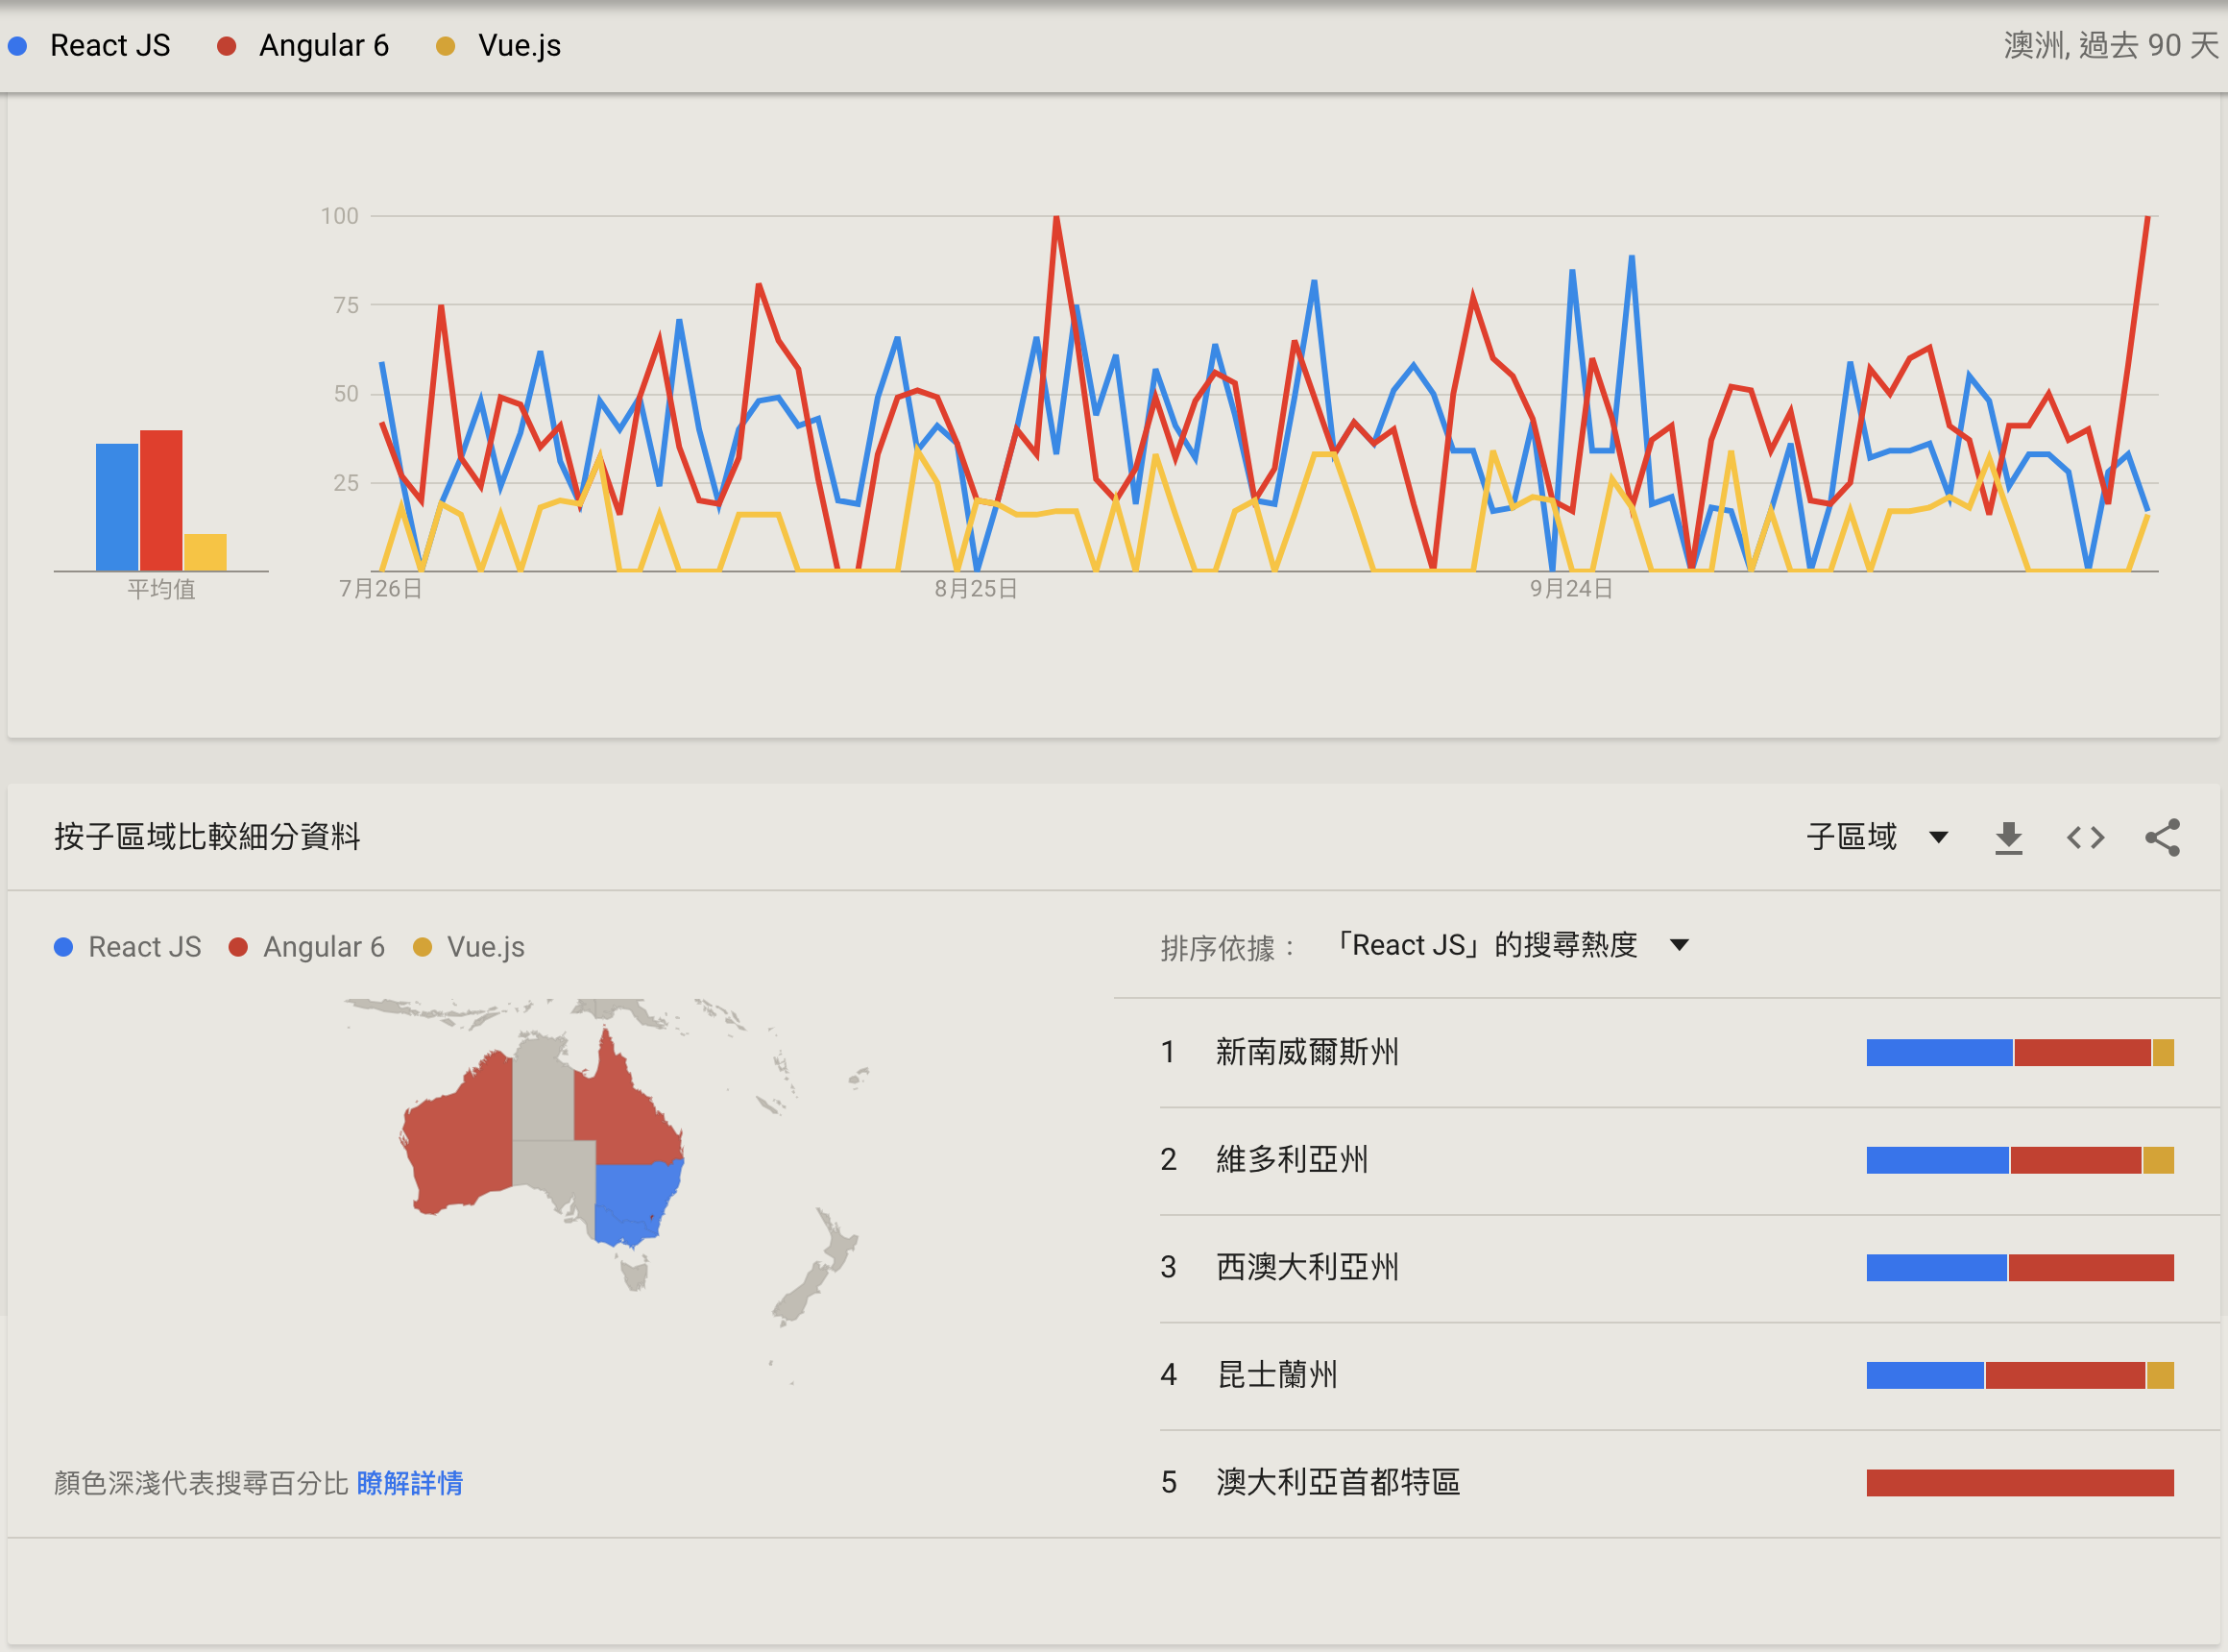 React JS Angular 6 Vue.js 澳洲, 過去 90 天
100
75
50
25
平均值 7月26日 8月25日 9月24日
按子區域比較細分資料 子區域
React JS Angular 6 Vue.js
排序依據： 「React JS」的搜尋熱度
1 新南威爾斯州
2 維多利亞州
3 西澳大利亞州
4 昆士蘭州
5 澳大利亞首都特區
顏色深淺代表搜尋百分比 瞭解詳情